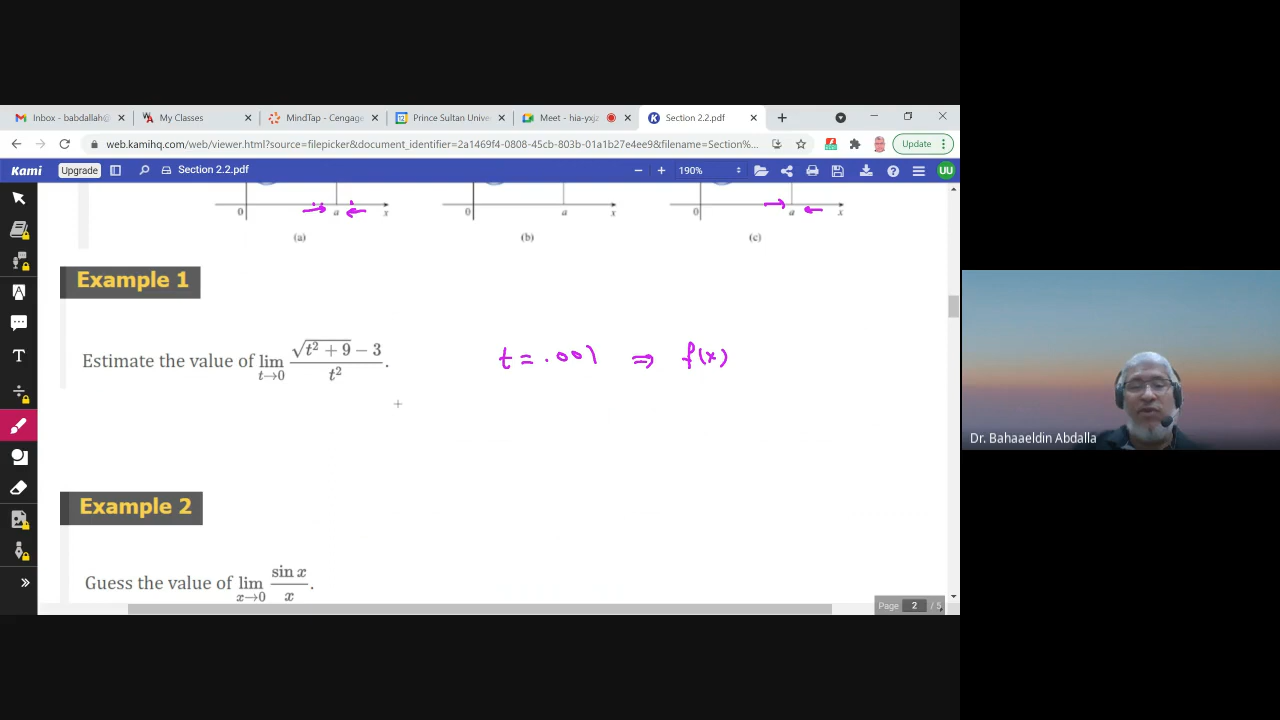 Inbox - babdallah@ My Classes MindTap - Cengage Prince Sultan Unive Meet - hia-yxjz Section 2.2.pdf
web.kamihq.com/web/viewer.html?source=filepicker&document_identifier=2a1469f4-0808-45cb-803b-01a1b27e4ee9&filename=Section%... Update
Kami Upgrade Section 2.2.pdf 190% UU
0 a x 0 a x 0 a x
(a) (b) (c)
Example 1
Estimate the value of lim t→0 (√(t² + 9) − 3) / t².
t = .001 ⇒ f(x)
Dr. Bahaaeldin Abdalla
Example 2
Guess the value of lim x→0 sin x / x.
Page 2 / 5